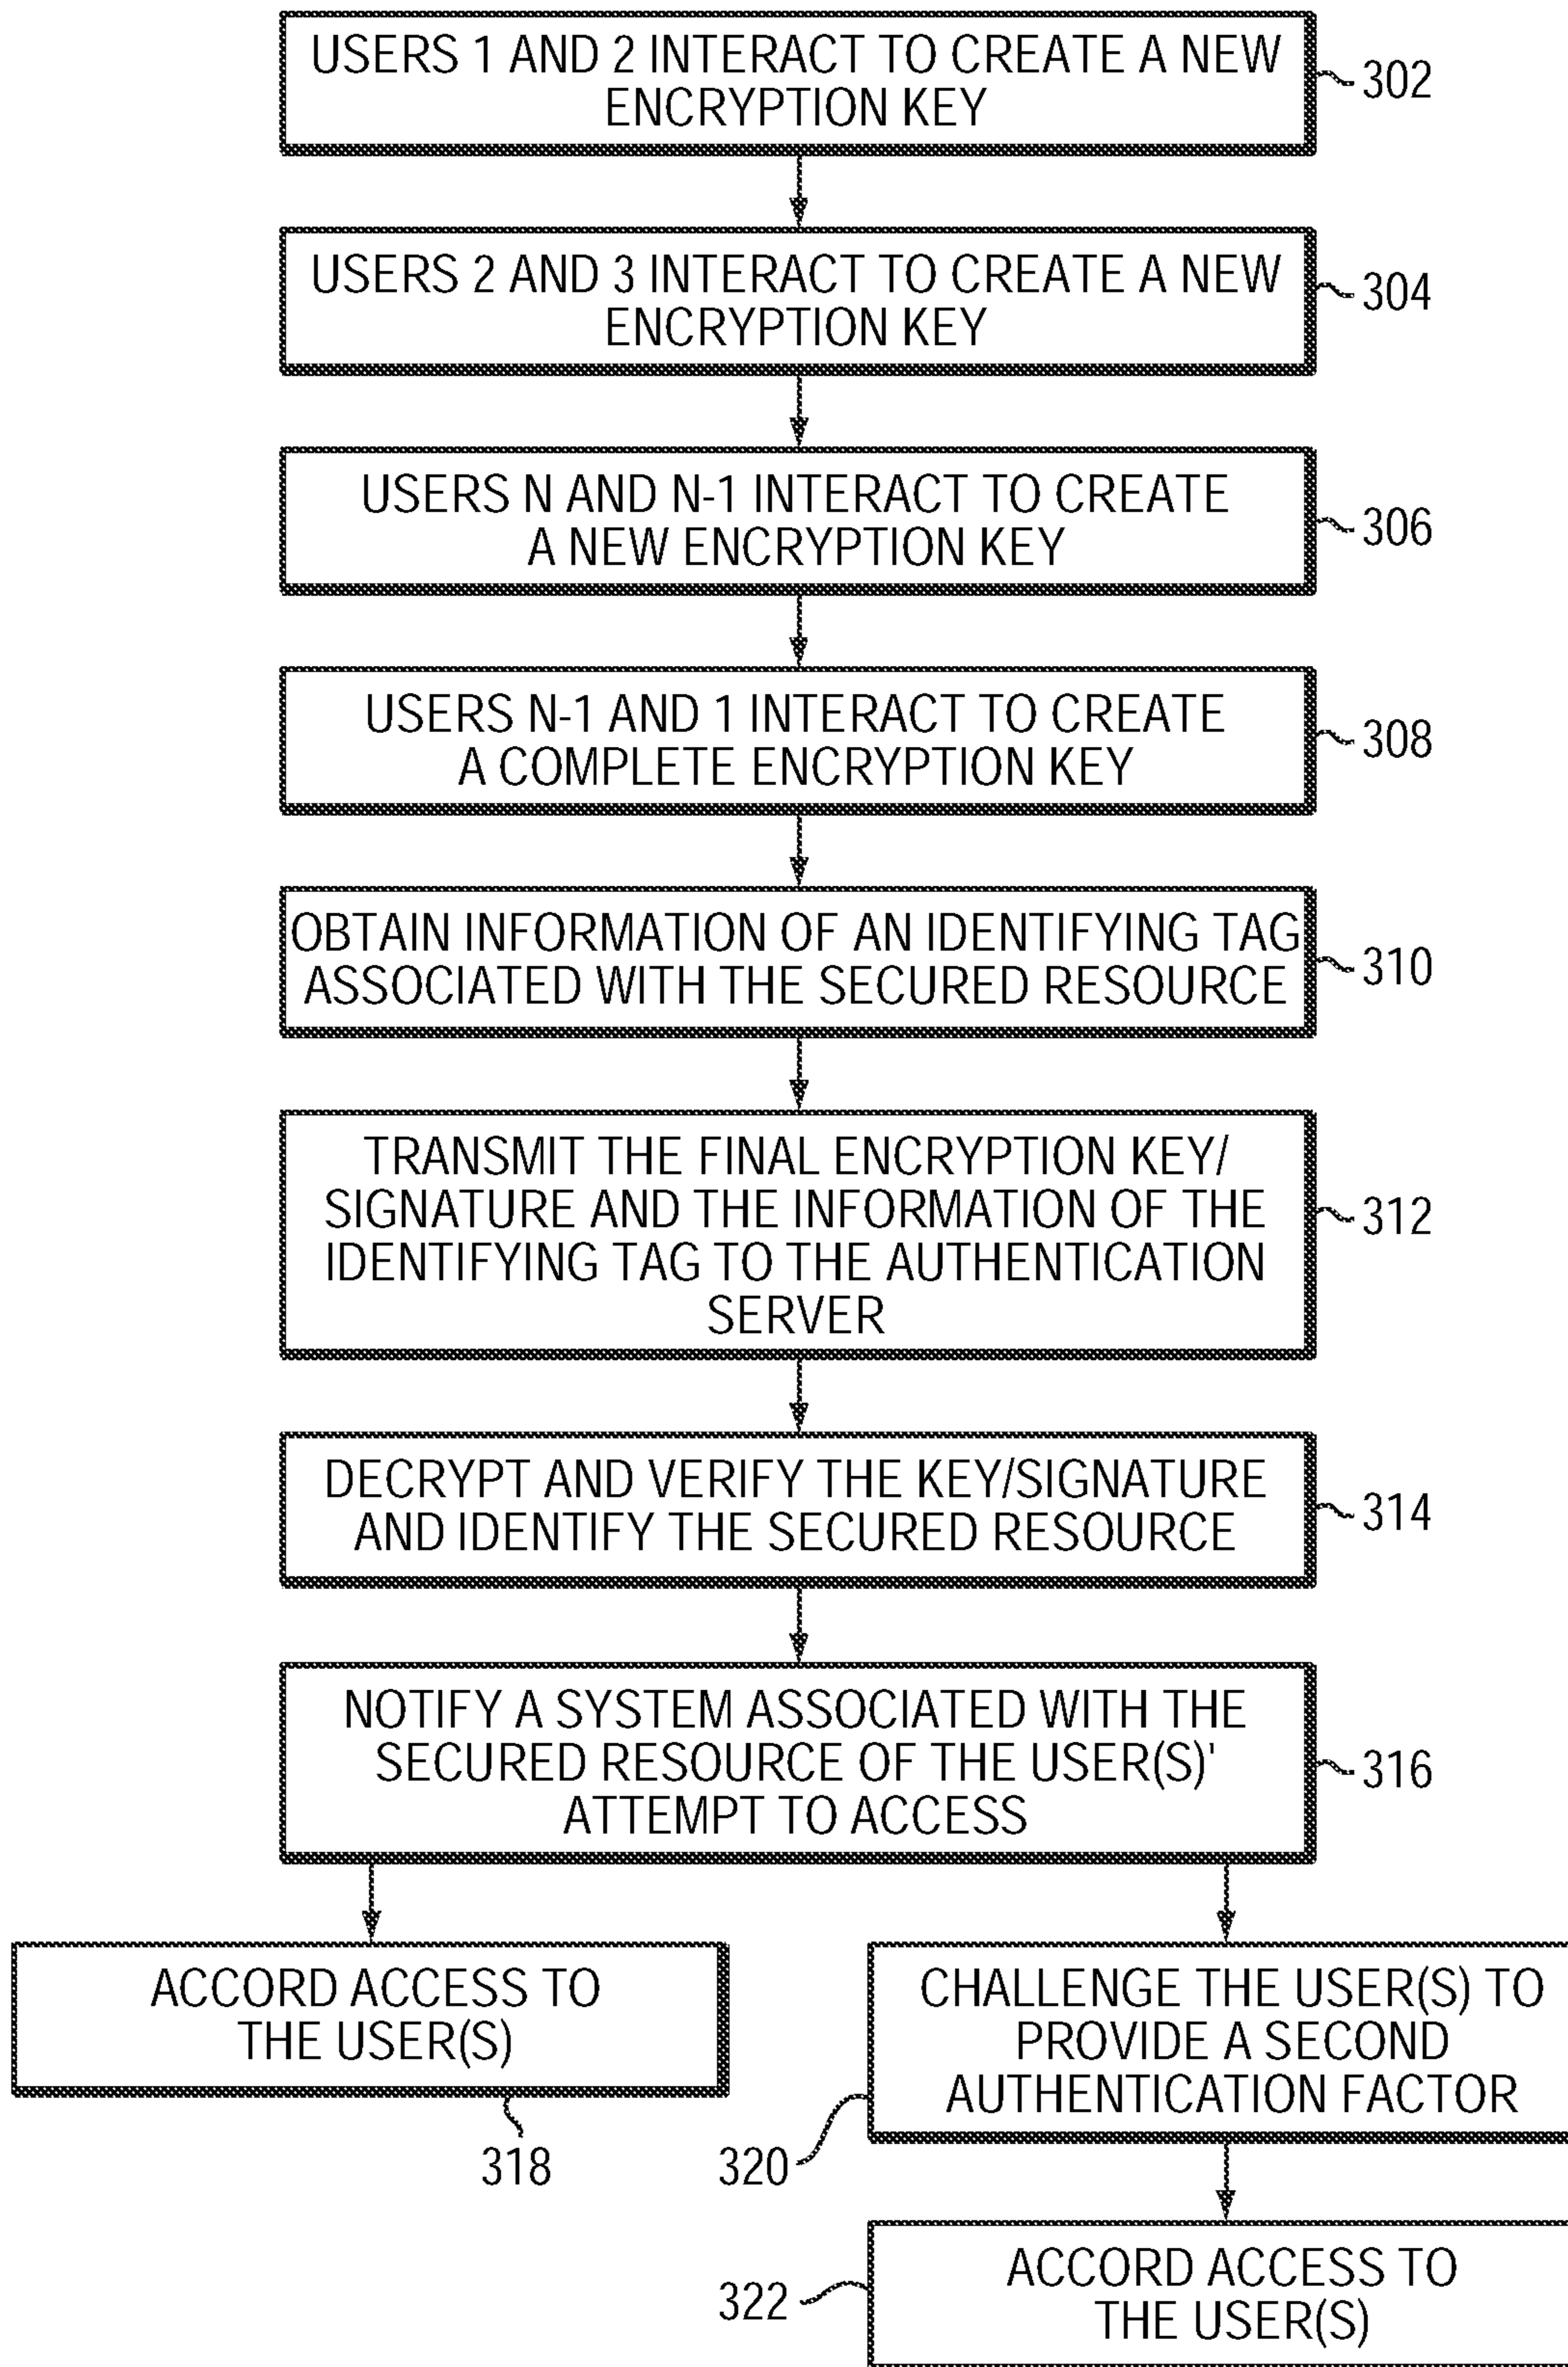 USERS 1 AND 2 INTERACT TO CREATE A NEW
ENCRYPTION KEY
302
USERS 2 AND 3 INTERACT TO CREATE A NEW
ENCRYPTION KEY
304
USERS N AND N-1 INTERACT TO CREATE
A NEW ENCRYPTION KEY
306
USERS N-1 AND 1 INTERACT TO CREATE
A COMPLETE ENCRYPTION KEY
308
OBTAIN INFORMATION OF AN IDENTIFYING TAG
ASSOCIATED WITH THE SECURED RESOURCE
310
TRANSMIT THE FINAL ENCRYPTION KEY/
SIGNATURE AND THE INFORMATION OF THE
IDENTIFYING TAG TO THE AUTHENTICATION
SERVER
312
DECRYPT AND VERIFY THE KEY/SIGNATURE
AND IDENTIFY THE SECURED RESOURCE
314
NOTIFY A SYSTEM ASSOCIATED WITH THE
SECURED RESOURCE OF THE USER(S)'
ATTEMPT TO ACCESS
316
ACCORD ACCESS TO
THE USER(S)
318
CHALLENGE THE USER(S) TO
PROVIDE A SECOND
AUTHENTICATION FACTOR
320
ACCORD ACCESS TO
THE USER(S)
322